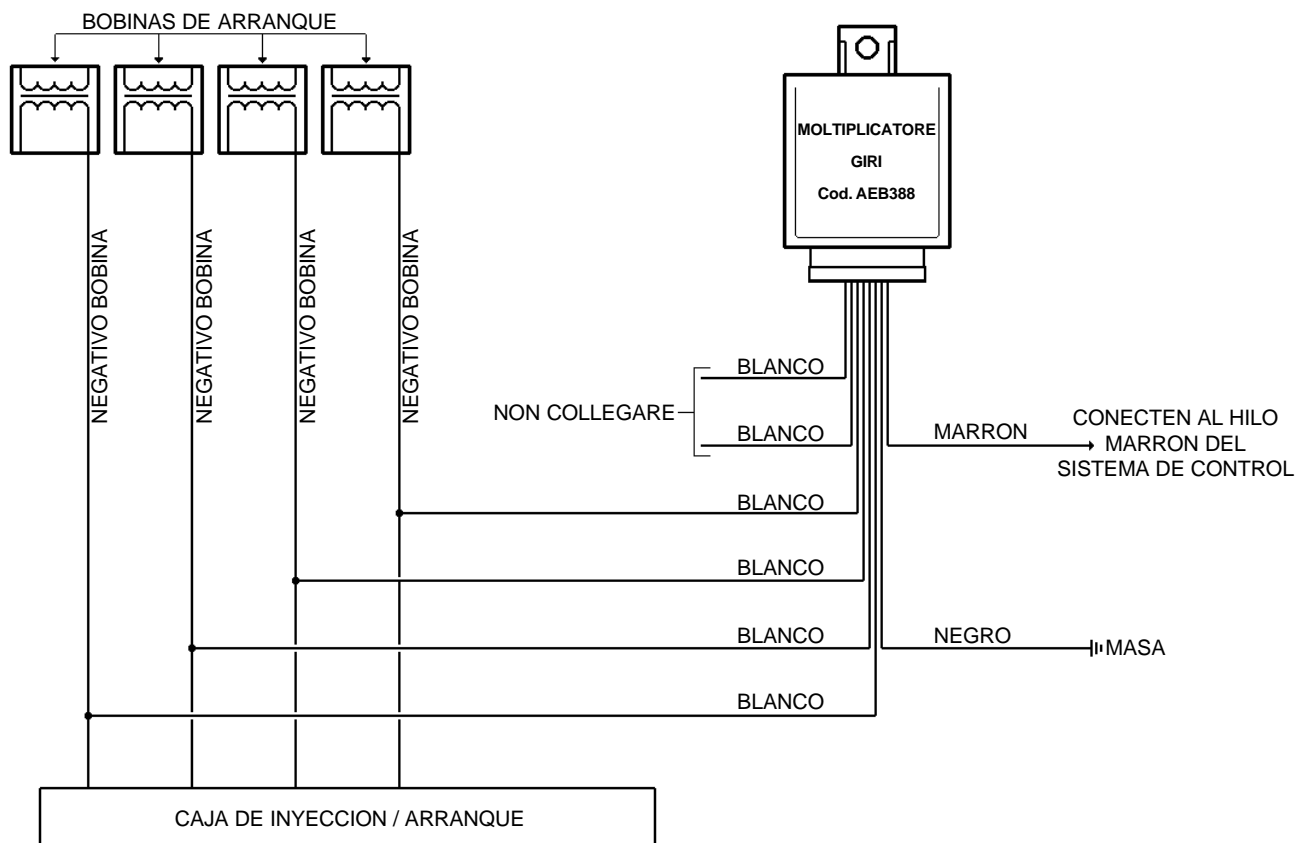 BOBINAS DE ARRANQUE
MOLTIPLICATORE
GIRI
Cod. AEB388
NEGATIVO BOBINA
NEGATIVO BOBINA
NEGATIVO BOBINA
NEGATIVO BOBINA
BLANCO
NON COLLEGARE
BLANCO
MARRON
CONECTEN AL HILO
MARRON DEL
SISTEMA DE CONTROL
BLANCO
BLANCO
BLANCO
NEGRO
MASA
BLANCO
CAJA DE INYECCION / ARRANQUE